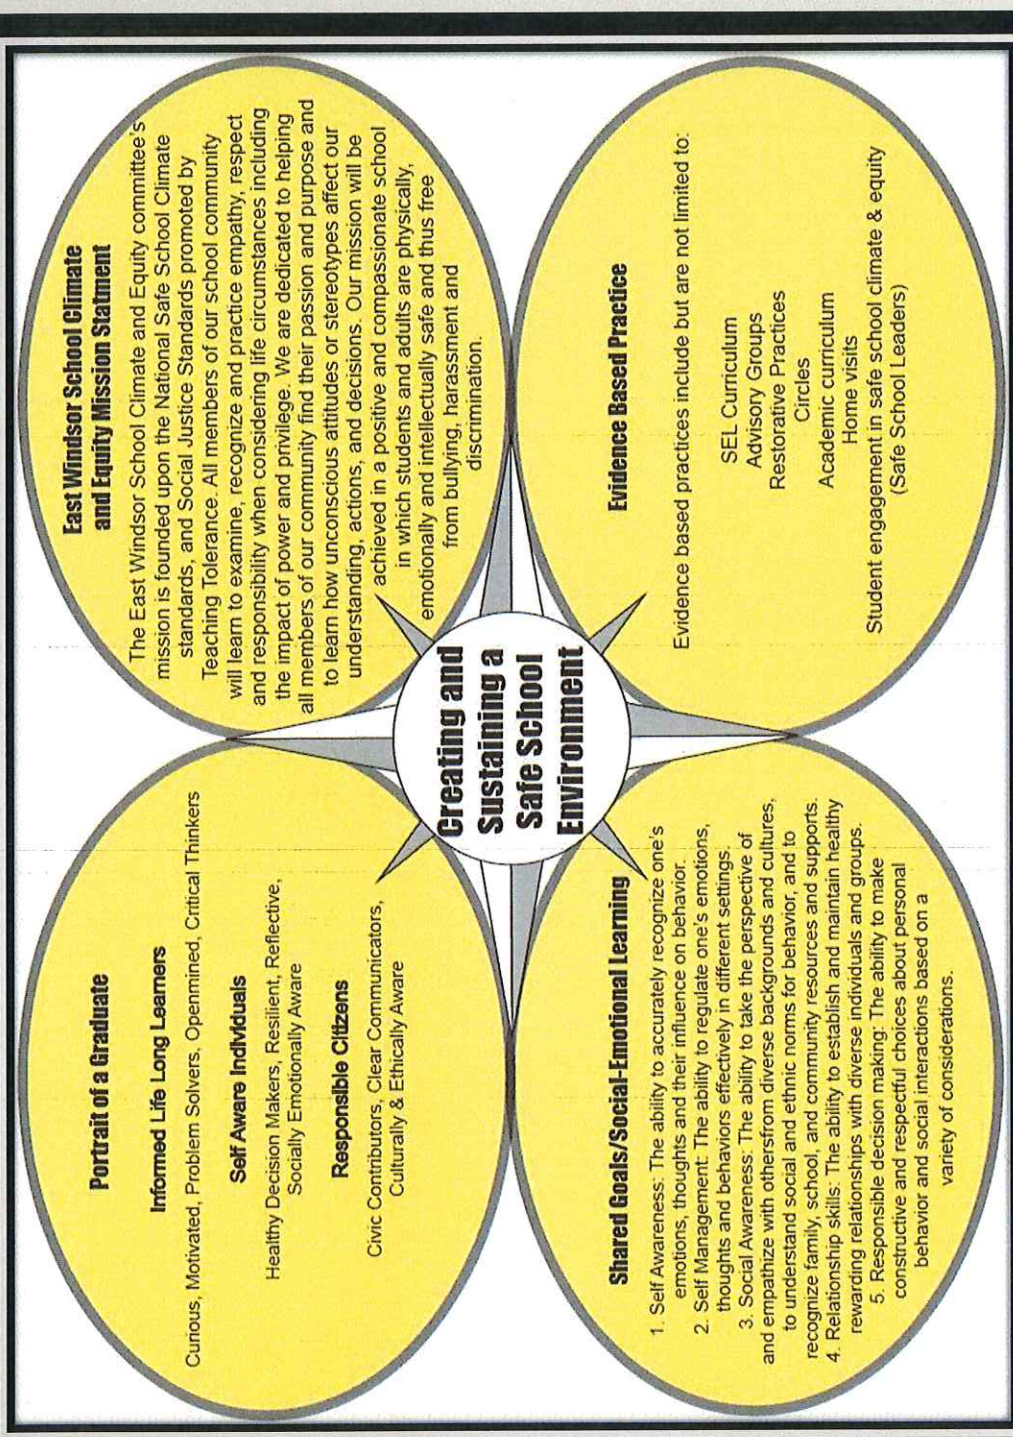 Portrait of a Graduate
Informed Life Long Learners
Curious, Motivated, Problem Solvers, Openmined, Critical Thinkers
Self Aware Individuals
Healthy Decision Makers, Resilient, Reflective,
Socially Emotionally Aware
Responsible Citizens
Civic Contributors, Clear Communicators,
Culturally & Ethically Aware
East Windsor School Climate
and Equity Mission Statment
The East Windsor School Climate and Equity committee's
mission is founded upon the National Safe School Climate
standards, and Social Justice Standards promoted by
Teaching Tolerance. All members of our school community
will learn to examine, recognize and practice empathy, respect
and responsibility when considering life circumstances including
the impact of power and privilege. We are dedicated to helping
all members of our community find their passion and purpose and
to learn how unconscious attitudes or stereotypes affect our
understanding, actions, and decisions. Our mission will be
achieved in a positive and compassionate school
in which students and adults are physically,
emotionally and intellectually safe and thus free
from bullying, harassment and
discrimination.
Creating and
Sustaining a
Safe School
Environment
Shared Goals/Social-Emotional Learning
1. Self Awareness: The ability to accurately recognize one's
emotions, thoughts and their influence on behavior.
2. Self Management: The ability to regulate one's emotions,
thoughts and behaviors effectively in different settings.
3. Social Awareness: The ability to take the perspective of
and empathize with othersfrom diverse backgrounds and cultures,
to understand social and ethnic norms for behavior, and to
recognize family, school, and community resources and supports.
4. Relationship skills: The ability to establish and maintain healthy
rewarding relationships with diverse individuals and groups.
5. Responsible decision making: The ability to make
constructive and respectful choices about personal
behavior and social interactions based on a
variety of considerations.
Evidence Based Practice
Evidence based practices include but are not limited to:
SEL Curriculum
Advisory Groups
Restorative Practices
Circles
Academic curriculum
Home visits
Student engagement in safe school climate & equity
(Safe School Leaders)